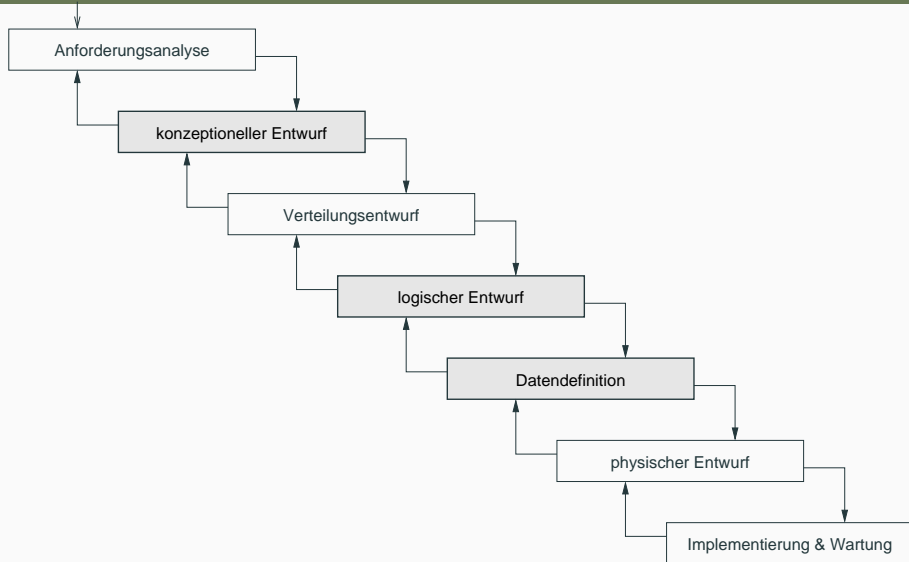 Anforderungsanalyse
konzeptioneller Entwurf
Verteilungsentwurf
logischer Entwurf
Datendefinition
physischer Entwurf
Implementierung & Wartung